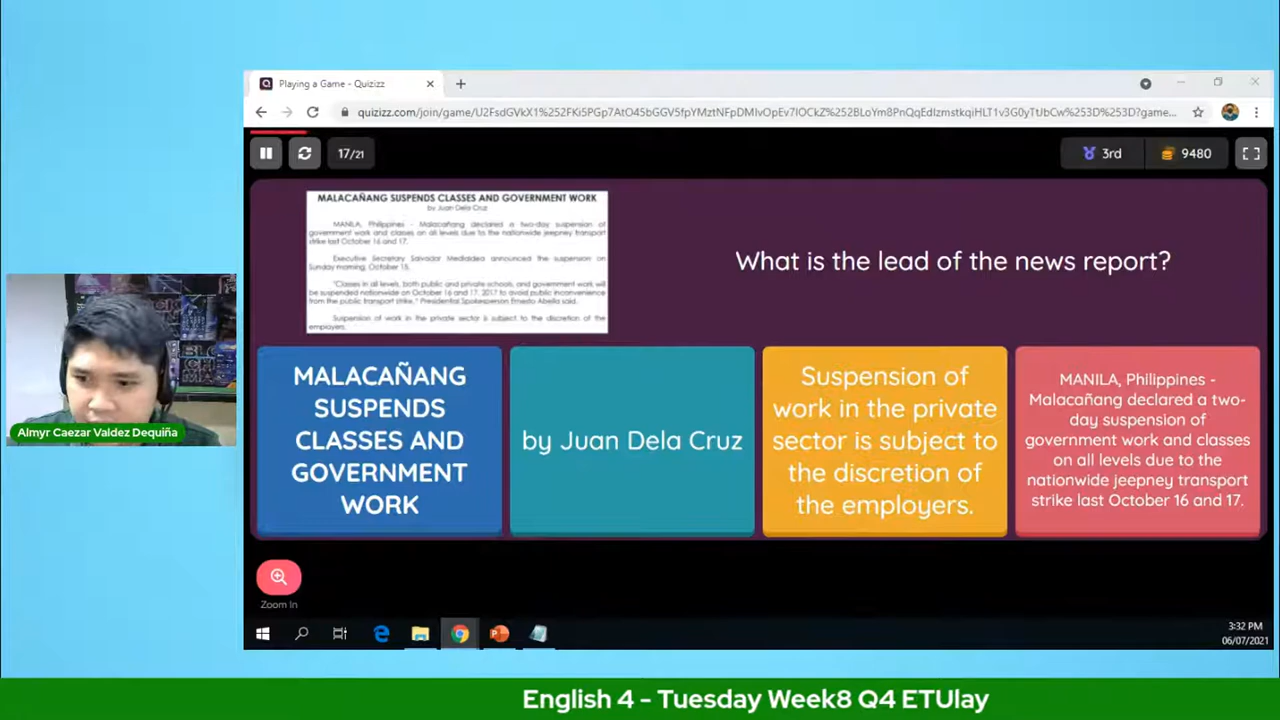 Playing a Game - Quizizz
quizizz.com/join/game/
17/21
3rd
9480
MALACAÑANG SUSPENDS CLASSES AND GOVERNMENT WORK
by Juan Dela Cruz
MANILA, Philippines - Malacañang declared a two-day suspension of
government work and classes on all levels due to the nationwide jeepney transport
strike last October 16 and 17.
Executive Secretary Salvador Medialdea announced the suspension on
Sunday morning, October 15.
"Classes in all levels, both public and private schools, and government work will
be suspended nationwide on October 16 and 17, 2017 to avoid public inconvenience
from the public transport strike," Presidential Spokesperson Ernesto Abella said.
Suspension of work in the private sector is subject to the discretion of the
employers.
What is the lead of the news report?
MALACAÑANG
SUSPENDS
CLASSES AND
GOVERNMENT
WORK
by Juan Dela Cruz
Suspension of
work in the private
sector is subject to
the discretion of
the employers.
MANILA, Philippines -
Malacañang declared a two-
day suspension of
government work and classes
on all levels due to the
nationwide jeepney transport
strike last October 16 and 17.
Almyr Caezar Valdez Dequiña
Zoom In
3:32 PM
06/07/2021
English 4 - Tuesday Week8 Q4 ETUlay